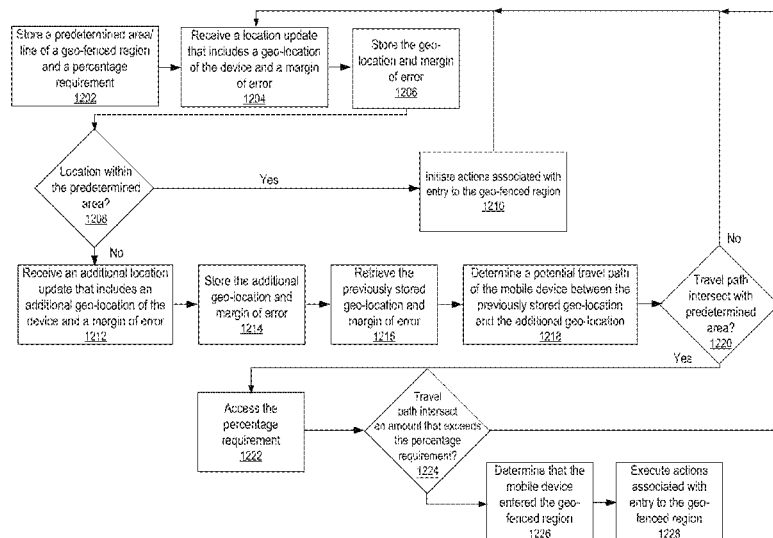 Store a predetermined area/
line of a geo-fenced region
and a percentage
requirement
1202
Receive a location update
that includes a geo-location
of the device and a margin
of error
1204
Store the geo-
location and margin
of error
1206
Location within
the predetermined
area?
1208
Yes
Initiate actions associated with
entry to the geo-fenced region
1210
No
Receive an additional location
update that includes an
additional geo-location of the
device and a margin of error
1212
Store the additional
geo-location and
margin of error
1214
Retrieve the
previously stored
geo-location and
margin of error
1216
Determine a potential travel path
of the mobile device between the
previously stored geo-location
and the additional geo-location
1218
No
Travel path
intersect with
predetermined
area?
1220
Yes
Access the
percentage
requirement
1222
Travel
path intersect
an amount that exceeds
the percentage
requirement?
1224
Determine that the
mobile device
entered the geo-
fenced region
1226
Execute actions
associated with
entry to the geo-
fenced region
1228